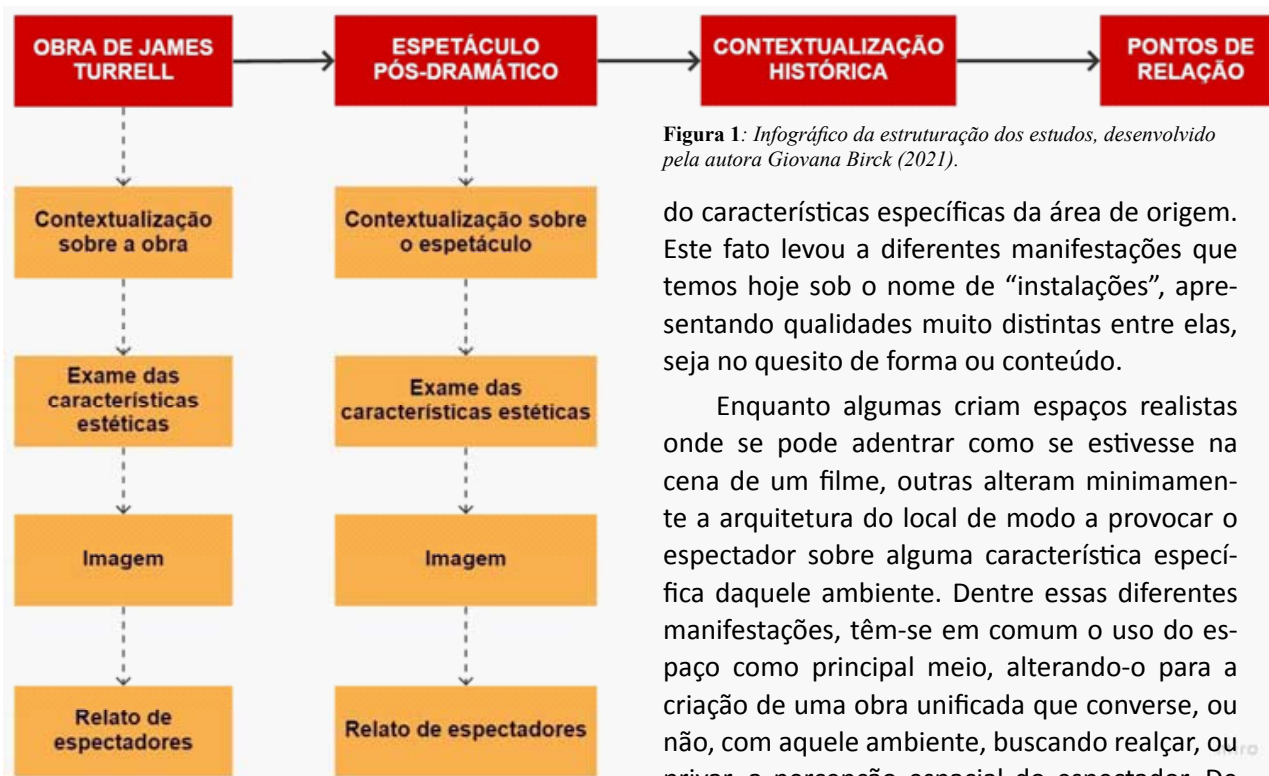 OBRA DE JAMES
TURRELL
ESPETÁCULO
PÓS-DRAMÁTICO
CONTEXTUALIZAÇÃO
HISTÓRICA
PONTOS DE
RELAÇÃO
Contextualização
sobre a obra
Exame das
características
estéticas
Imagem
Relato de
espectadores
Contextualização sobre
o espetáculo
Exame das
características estéticas
Imagem
Relato de espectadores
Figura 1: Infográfico da estruturação dos estudos, desenvolvido
pela autora Giovana Birck (2021).
do características específicas da área de origem.
Este fato levou a diferentes manifestações que
temos hoje sob o nome de “instalações”, apre-
sentando qualidades muito distintas entre elas,
seja no quesito de forma ou conteúdo.
Enquanto algumas criam espaços realistas
onde se pode adentrar como se estivesse na
cena de um filme, outras alteram minimamen-
te a arquitetura do local de modo a provocar o
espectador sobre alguma característica especí-
fica daquele ambiente. Dentre essas diferentes
manifestações, têm-se em comum o uso do es-
paço como principal meio, alterando-o para a
criação de uma obra unificada que converse, ou
não, com aquele ambiente, buscando realçar, ou
privar, a percepção espacial do espectador. De